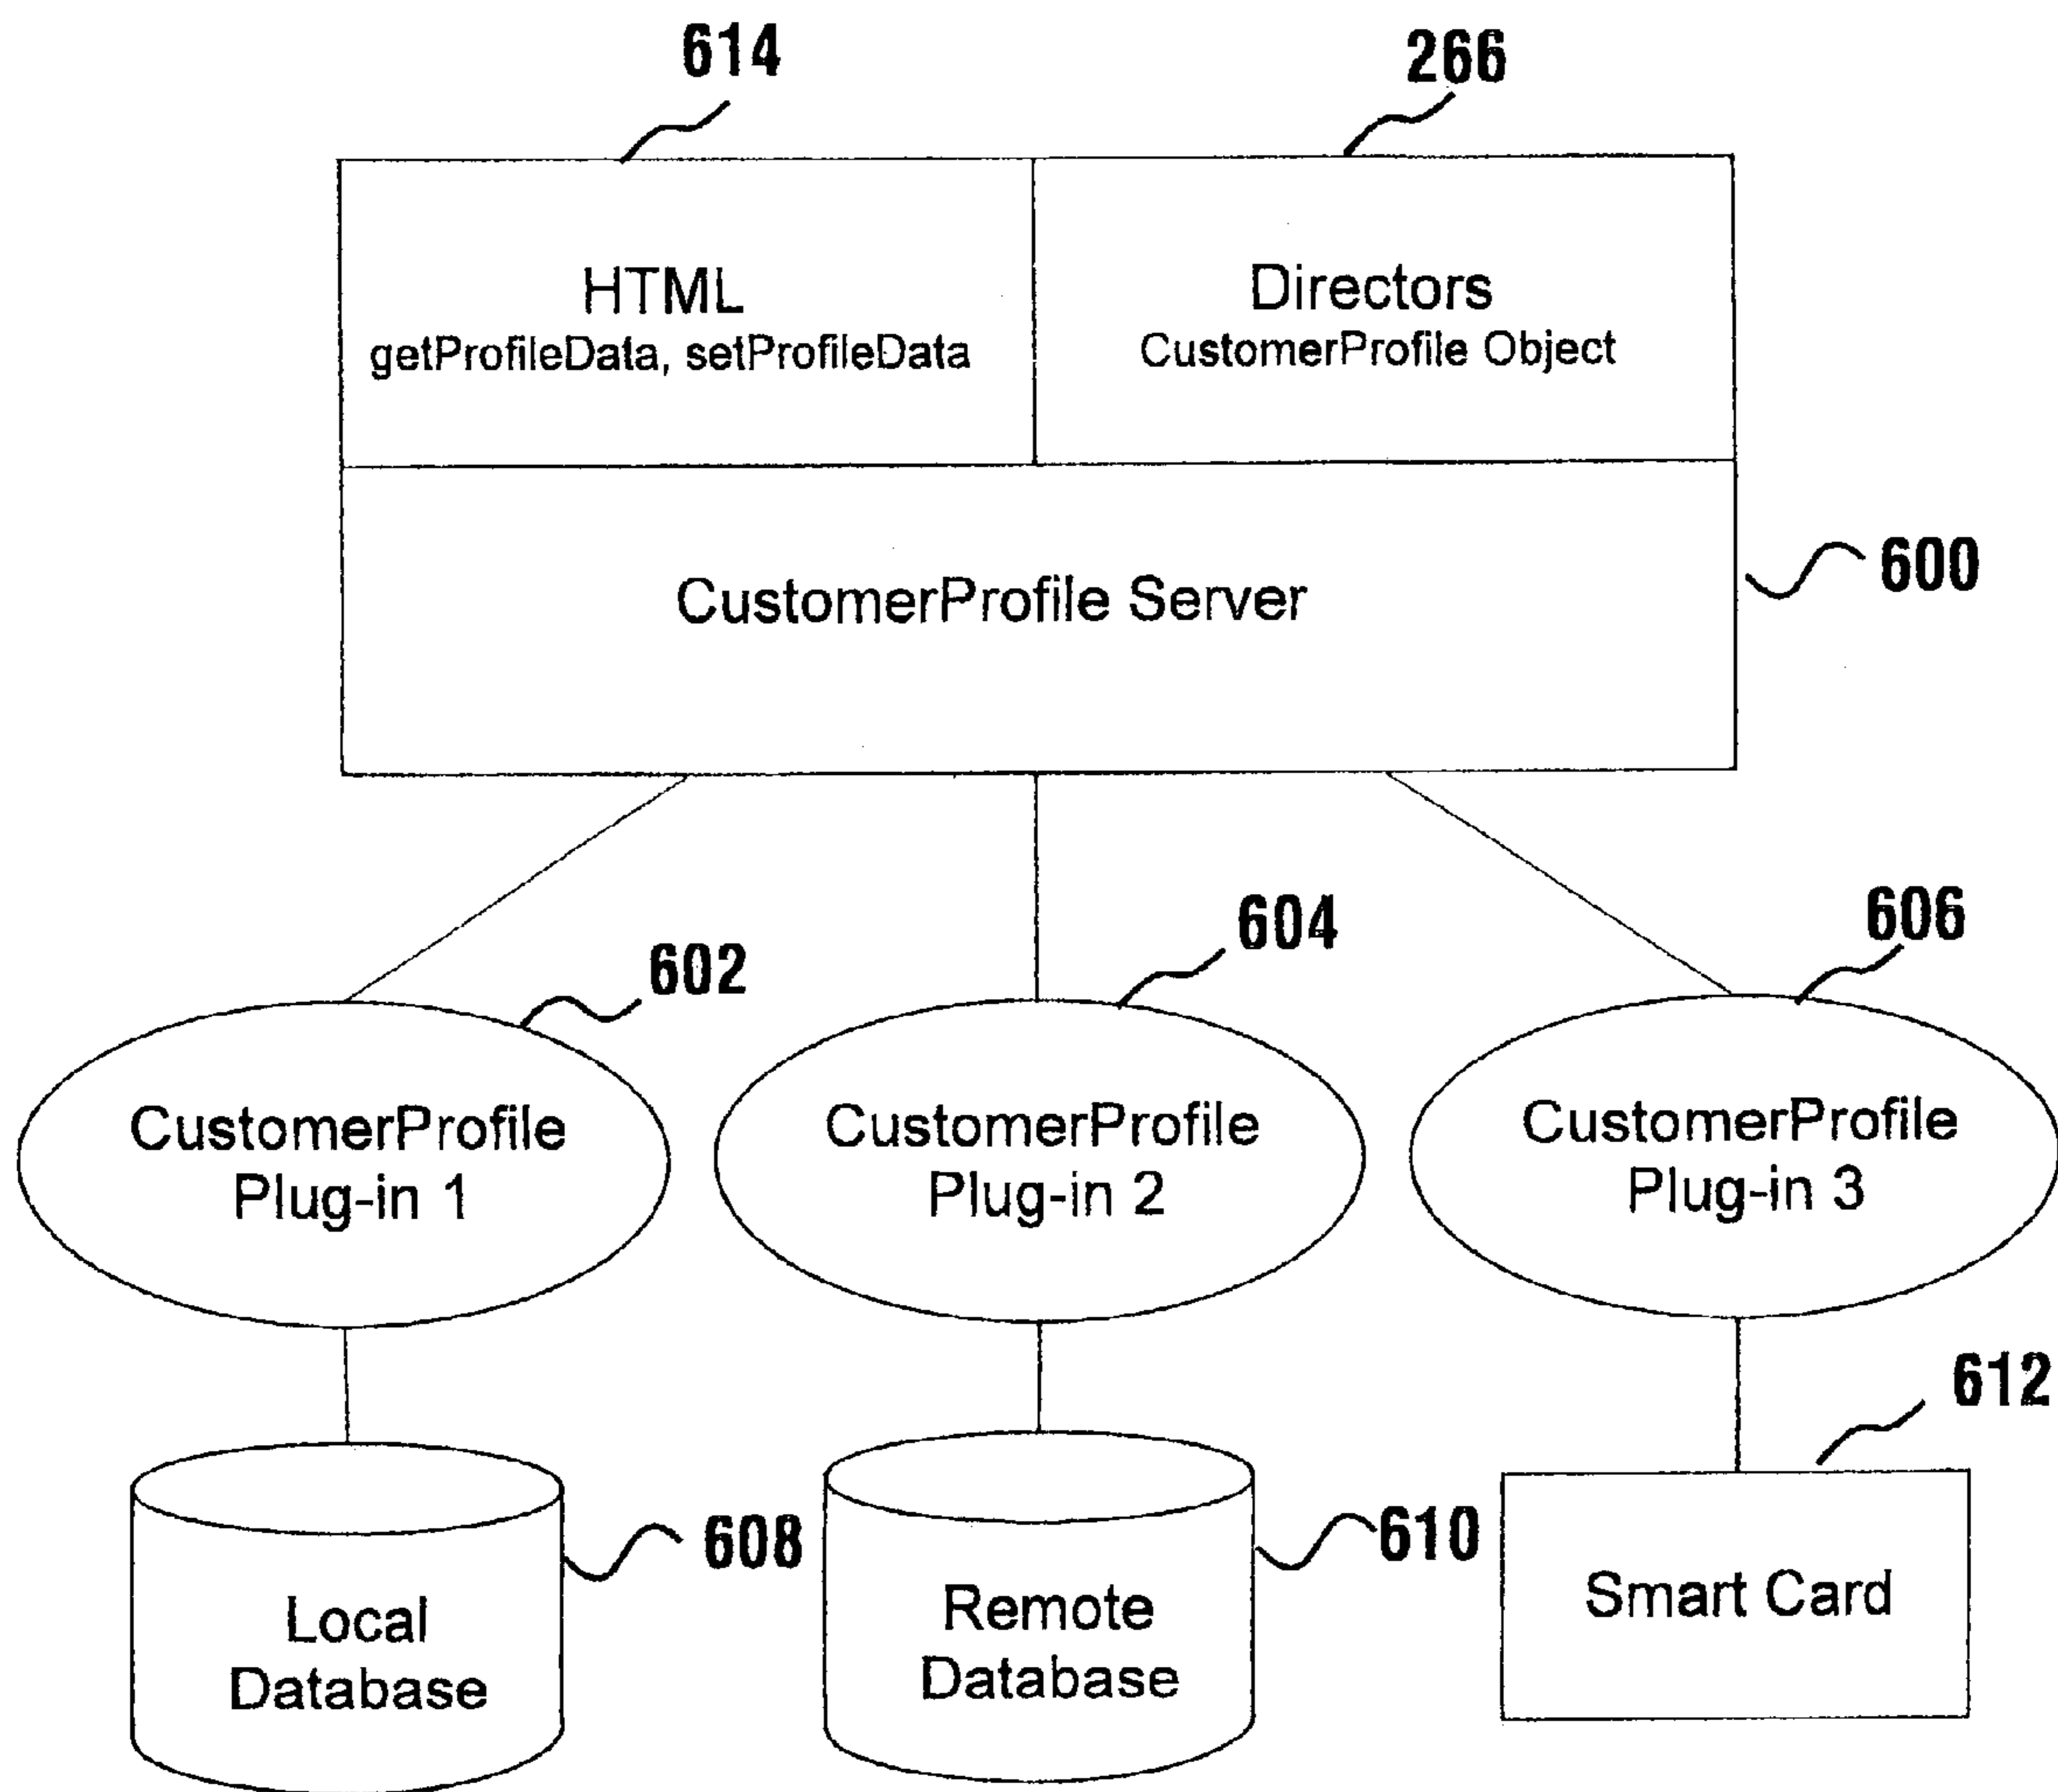 614
266
HTML
getProfileData, setProfileData
Directors
CustomerProfile Object
CustomerProfile Server
600
602
604
606
CustomerProfile
Plug-in 1
CustomerProfile
Plug-in 2
CustomerProfile
Plug-in 3
612
608
610
Local
Database
Remote
Database
Smart Card